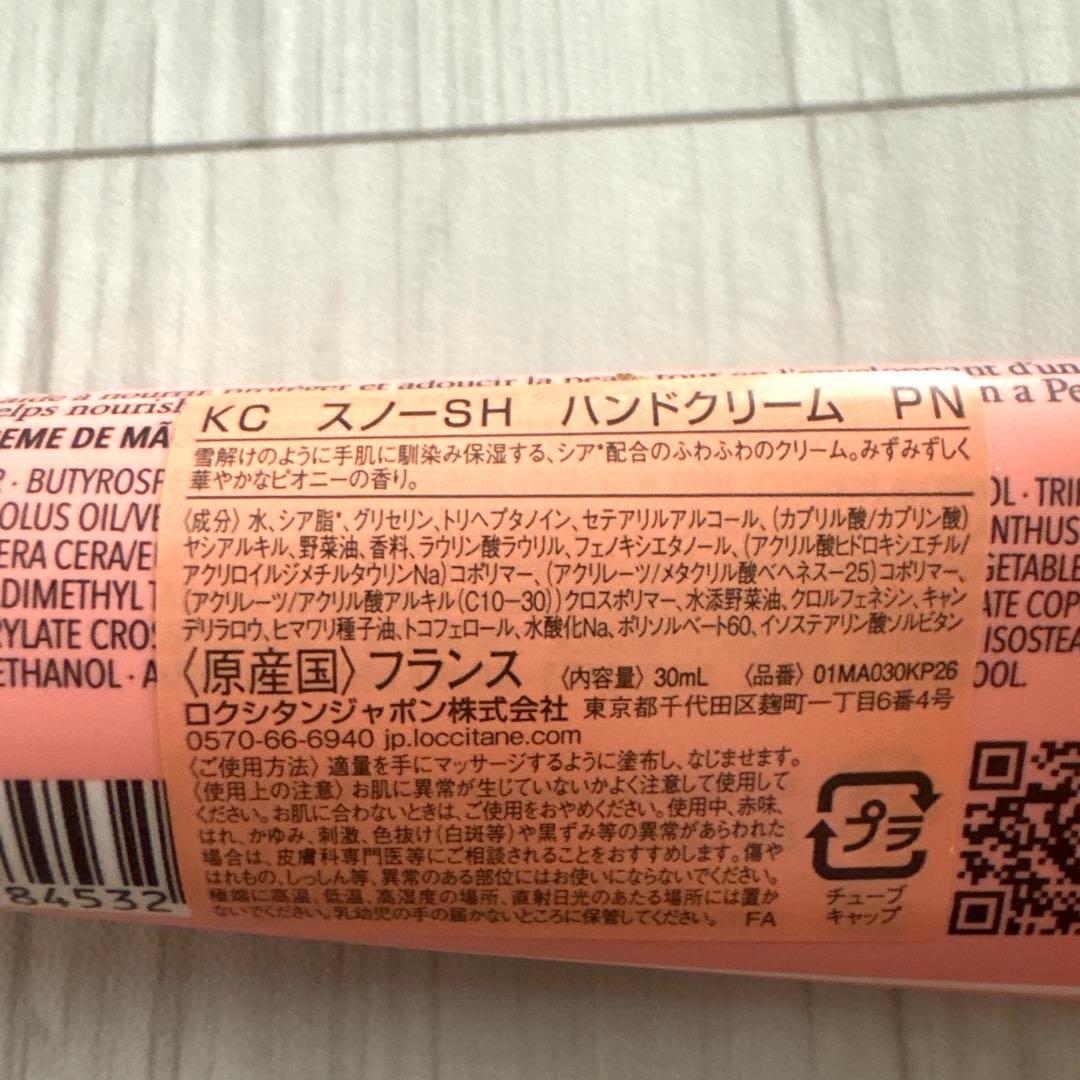 nourrir
et adoucir la
d'un
elps nourish
n a Pe
EME DE MÃ
· BUTYROSP
OLUS OIL/VE
ERA CERA/E
DIMETHYL T
RYLATE CROS
ETHANOL · A
KC スノーSH ハンドクリーム PN
雪解けのように手肌に馴染み保湿する、シア*配合のふわふわのクリーム。みずみずしく
華やかなピオニーの香り。
〈成分〉水、シア脂*、グリセリン、トリヘプタノイン、セテアリルアルコール、(カプリル酸/カプリン酸)
ヤシアルキル、野菜油、香料、ラウリン酸ラウリル、フェノキシエタノール、(アクリル酸ヒドロキシエチル/
アクリロイルジメチルタウリンNa)コポリマー、(アクリレーツ/メタクリル酸ベヘネスー25)コポリマー、
(アクリレーツ/アクリル酸アルキル(C10ー30))クロスポリマー、水添野菜油、クロルフェネシン、キャン
デリラロウ、ヒマワリ種子油、トコフェロール、水酸化Na、ポリソルベート60、イソステアリン酸ソルビタン
〈原産国〉フランス 〈内容量〉30mL 〈品番〉01MA030KP26
ロクシタンジャポン株式会社 東京都千代田区麹町一丁目6番4号
0570-66-6940 jp.loccitane.com
〈ご使用方法〉適量を手にマッサージするように塗布し、なじませます。
〈使用上の注意〉お肌に異常が生じていないかよく注意して使用して
ください。お肌に合わないときは、ご使用をおやめください。使用中、赤味、
はれ、かゆみ、刺激、色抜け(白斑等)や黒ずみ等の異常があらわれた
場合は、皮膚科専門医等にご相談されることをおすすめします。傷や
はれもの、しっしん等、異常のある部位にはお使いにならないでください。
極端に高温、低温、高湿度の場所、直射日光のあたる場所には置か
ないでください。乳幼児の手の届かないところに保管してください。 FA
プラ
チューブ
キャップ
OL · TRI
NTHUS
GETABLE
ATE COP
ISOSTEA
OOL.
84532